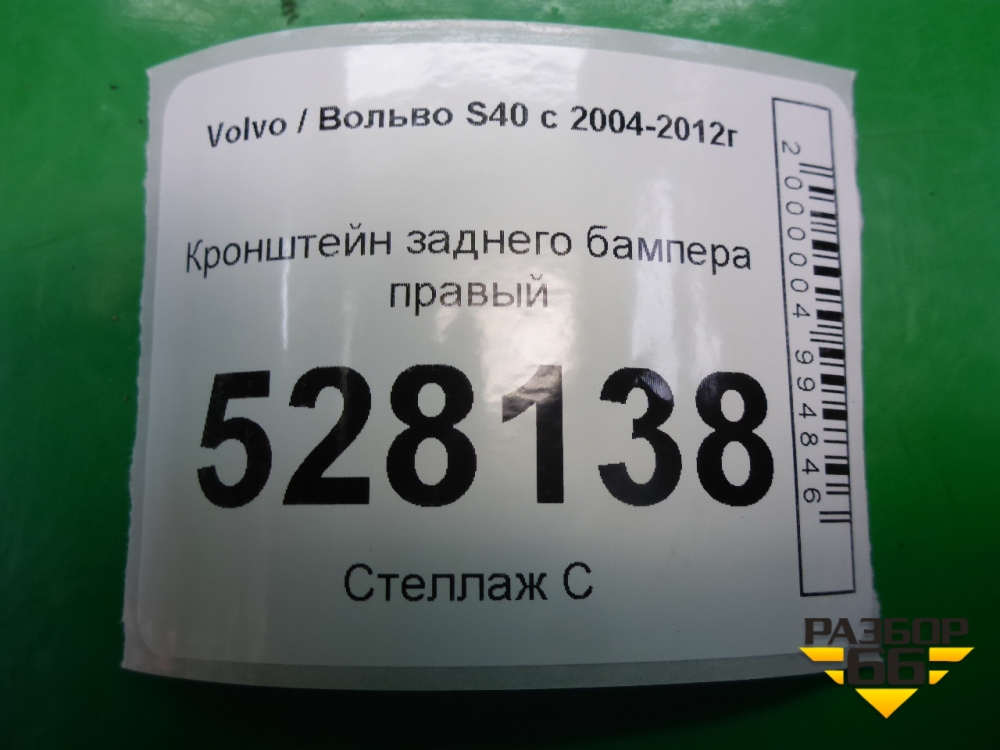 Volvo / Вольво S40 с 2004-2012г
Кронштейн заднего бампера
правый
528138
Стеллаж С
2000004994846
РАЗБОР
66